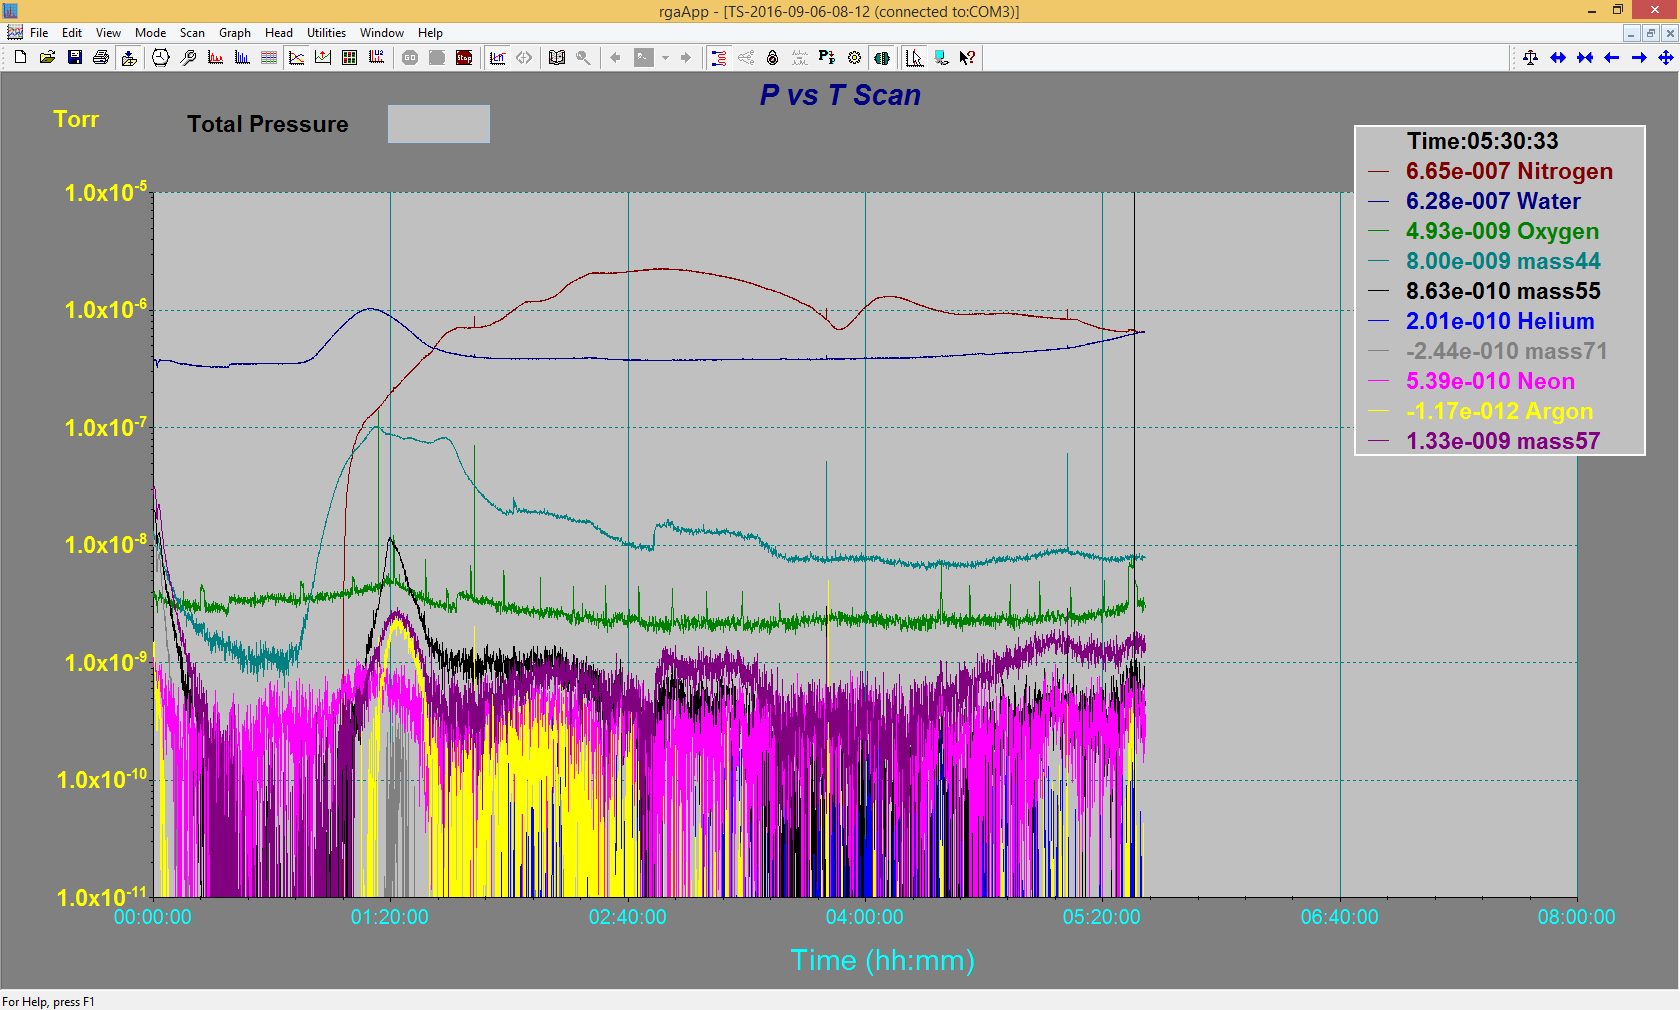 rgaApp - [TS-2016-09-06-08-12 (connected to:COM3)]
File Edit View Mode Scan Graph Head Utilities Window Help
P vs T Scan
Torr
Total Pressure
Time:05:30:33
6.65e-007 Nitrogen
6.28e-007 Water
4.93e-009 Oxygen
8.00e-009 mass44
8.63e-010 mass55
2.01e-010 Helium
-2.44e-010 mass71
5.39e-010 Neon
-1.17e-012 Argon
1.33e-009 mass57
1.0x10-5
1.0x10-6
1.0x10-7
1.0x10-8
1.0x10-9
1.0x10-10
1.0x10-11
00:00:00 01:20:00 02:40:00 04:00:00 05:20:00 06:40:00 08:00:00
Time (hh:mm)
For Help, press F1